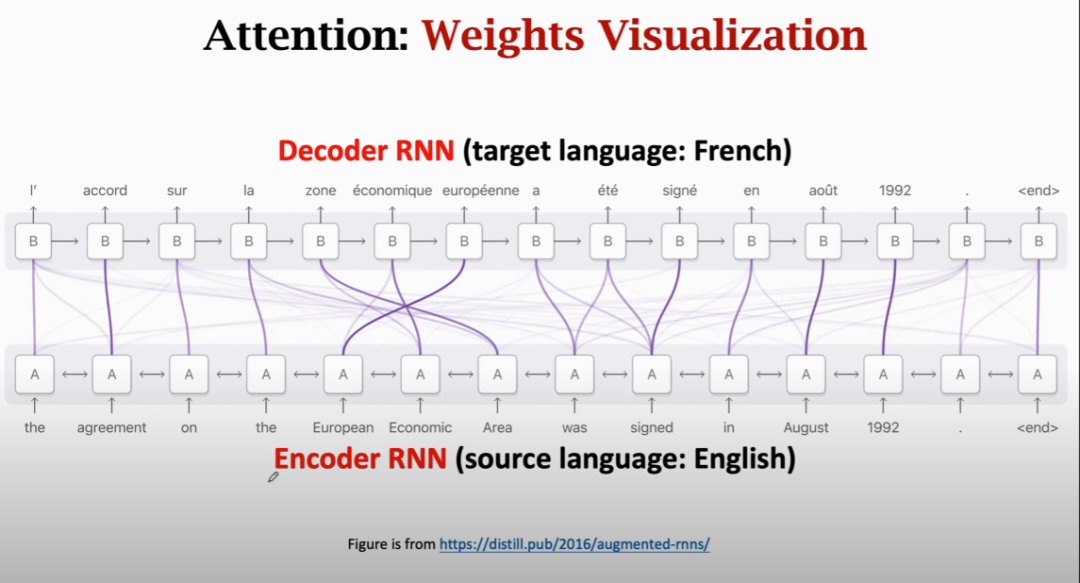 Attention: Weights Visualization
Decoder RNN (target language: French)
l' accord sur la zone économique européenne a été signé en août 1992 . <end>
B B B B B B B B B B B B B B B
A A A A A A A A A A A A A A
the agreement on the European Economic Area was signed in August 1992 . <end>
Encoder RNN (source language: English)
Figure is from https://distill.pub/2016/augmented-rnns/